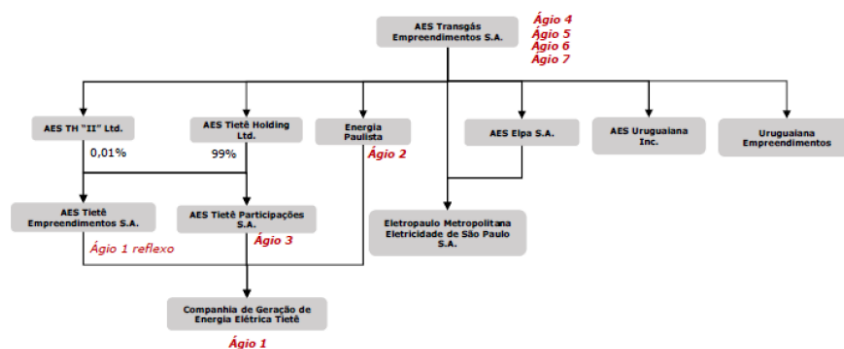 AES Transgás
Empreendimentos S.A.
Ágio 4
Ágio 5
Ágio 6
Ágio 7
AES TH "II" Ltd.
AES Tietê Holding
Ltd.
Energia
Paulista
AES Elpa S.A.
AES Uruguaiana
Inc.
Uruguaiana
Empreendimentos
0,01%
99%
Ágio 2
AES Tietê
Empreendimentos S.A.
AES Tietê Participações
S.A.
Eletropaulo Metropolitana
Eletricidade de São Paulo
S.A.
Ágio 1 reflexo
Ágio 3
Companhia de Geração de
Energia Elétrica Tietê
Ágio 1